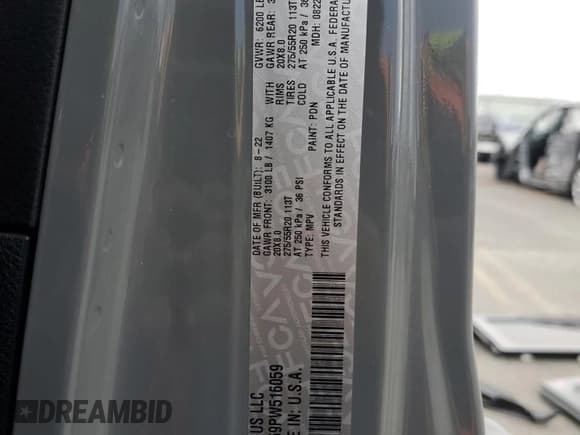 DATE OF MFR (BUILT): 8-22 GVWR: 6200 LB
GAWR FRONT: 3100 LB / 1407 KG WITH GAWR REAR:
20X8.0 RIMS 20X8.0
275/55R20 113T TIRES 275/55R20 113T
AT 250 kPa / 36 PSI COLD AT 250 kPa / 36
TYPE: MPV PAINT: PDN MDH: 0822
THIS VEHICLE CONFORMS TO ALL APPLICABLE U.S.A. FEDERAL
STANDARDS IN EFFECT ON THE DATE OF MANUFACTUR
US LLC
9PW516059
E IN: U.S.A.
DREAMBID